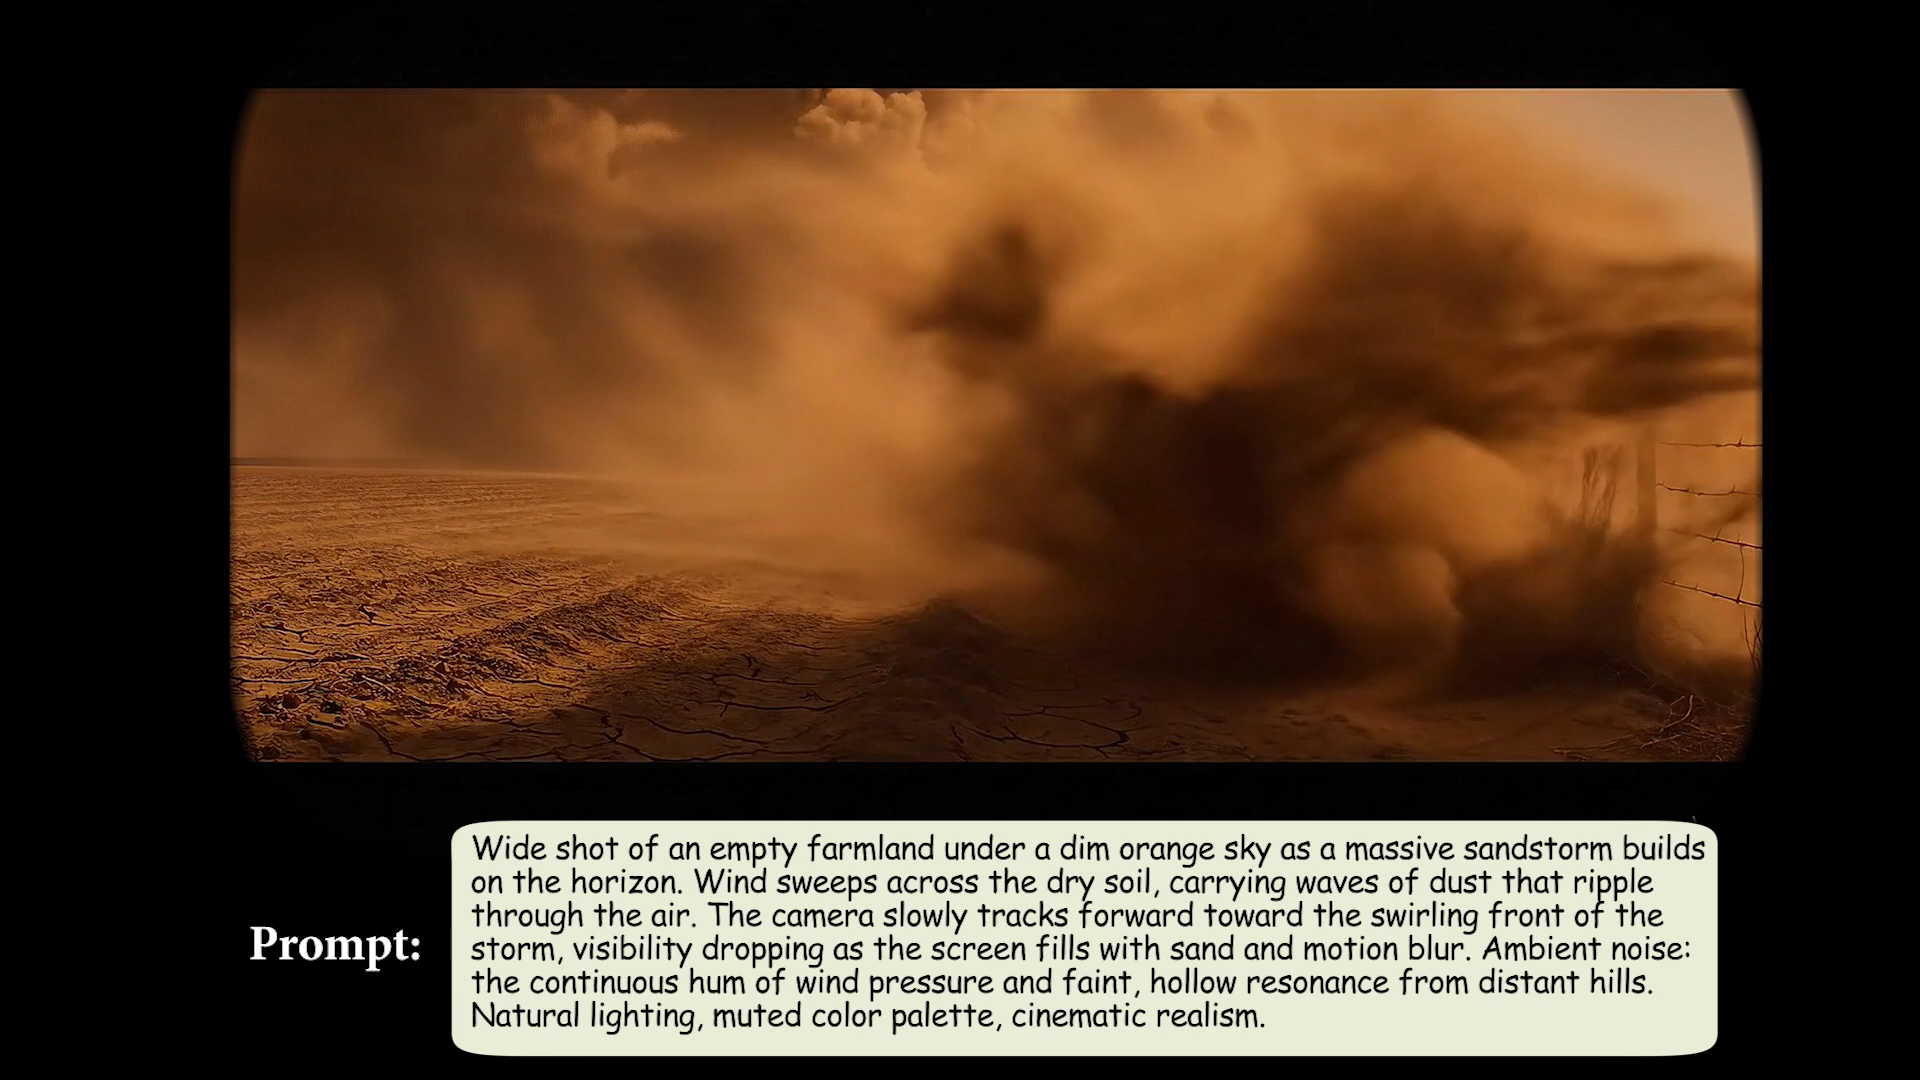 Prompt:
Wide shot of an empty farmland under a dim orange sky as a massive sandstorm builds
on the horizon. Wind sweeps across the dry soil, carrying waves of dust that ripple
through the air. The camera slowly tracks forward toward the swirling front of the
storm, visibility dropping as the screen fills with sand and motion blur. Ambient noise:
the continuous hum of wind pressure and faint, hollow resonance from distant hills.
Natural lighting, muted color palette, cinematic realism.